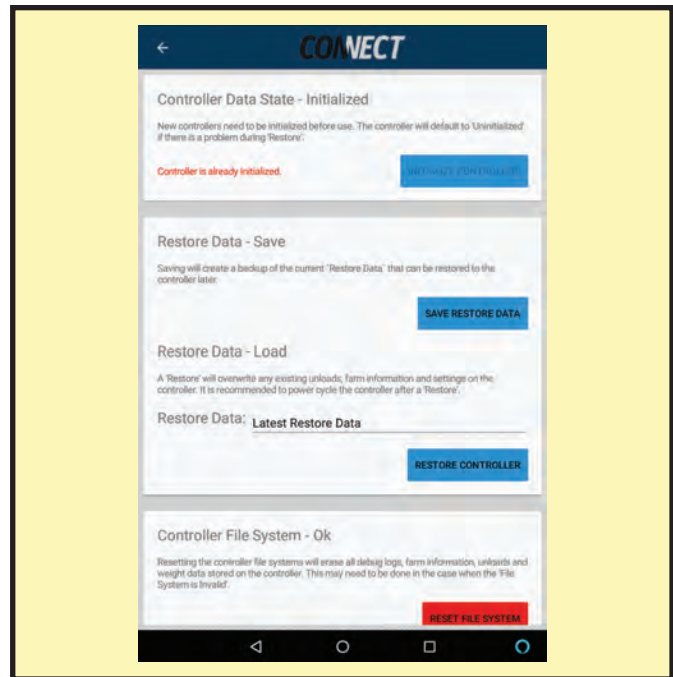 CONNECT
Controller Data State - Initialized
New controllers need to be initialized before use. The controller will default to 'Uninitialized'
if there is a problem during 'Restore'.
Controller is already initialized.
INITIALIZE CONTROLLER
Restore Data - Save
Saving will create a backup of the current 'Restore Data' that can be restored to the
controller later.
SAVE RESTORE DATA
Restore Data - Load
A 'Restore' will overwrite any existing unloads, farm information and settings on the
controller. It is recommended to power cycle the controller after a 'Restore'.
Restore Data: Latest Restore Data
RESTORE CONTROLLER
Controller File System - Ok
Resetting the controller file systems will erase all debug logs, farm information, unloads and
weight data stored on the controller. This may need to be done in the case when the 'File
System is Invalid'.
RESET FILE SYSTEM